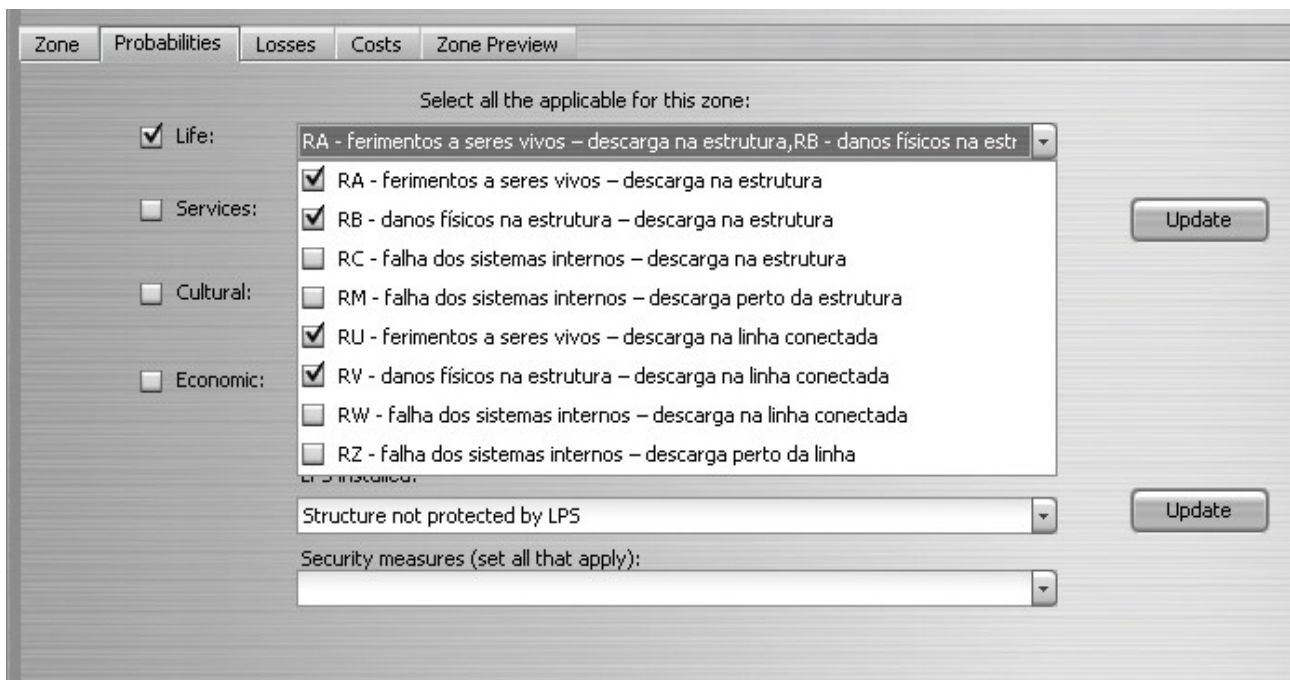 Zone Probabilities Losses Costs Zone Preview
Select all the applicable for this zone:
Life: RA - ferimentos a seres vivos – descarga na estrutura,RB - danos físicos na estr
RA - ferimentos a seres vivos – descarga na estrutura
Services: RB - danos físicos na estrutura – descarga na estrutura Update
RC - falha dos sistemas internos – descarga na estrutura
Cultural: RM - falha dos sistemas internos – descarga perto da estrutura
RU - ferimentos a seres vivos – descarga na linha conectada
Economic: RV - danos físicos na estrutura – descarga na linha conectada
RW - falha dos sistemas internos – descarga na linha conectada
RZ - falha dos sistemas internos – descarga perto da linha
LPS installed:
Structure not protected by LPS Update
Security measures (set all that apply):